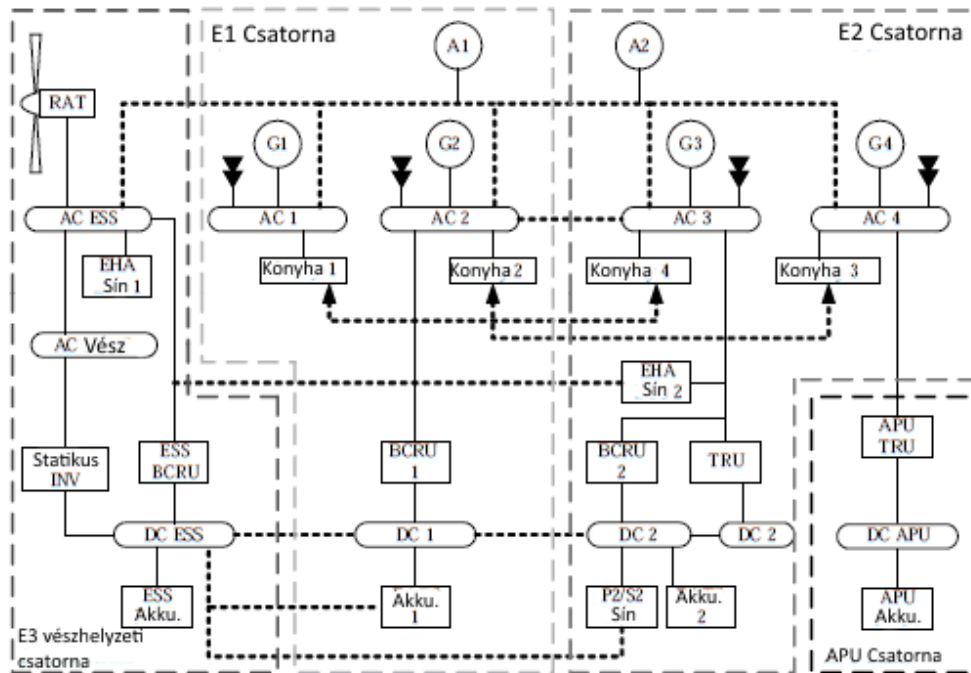 E1 Csatorna
A1
A2
E2 Csatorna
RAT
G1
G2
G3
G4
AC ESS
AC 1
AC 2
AC 3
AC 4
EHA
Sín 1
Konyha 1
Konyha 2
Konyha 4
Konyha 3
AC Vész
EHA
Sín 2
Statikus
INV
ESS
BCRU
BCRU
1
BCRU
2
TRU
APU
TRU
DC ESS
DC 1
DC 2
DC 2
DC APU
ESS
Akku.
Akku.
1
P2/S2
Sín
Akku.
2
APU
Akku.
E3 vészhelyzeti
csatorna
APU Csatorna